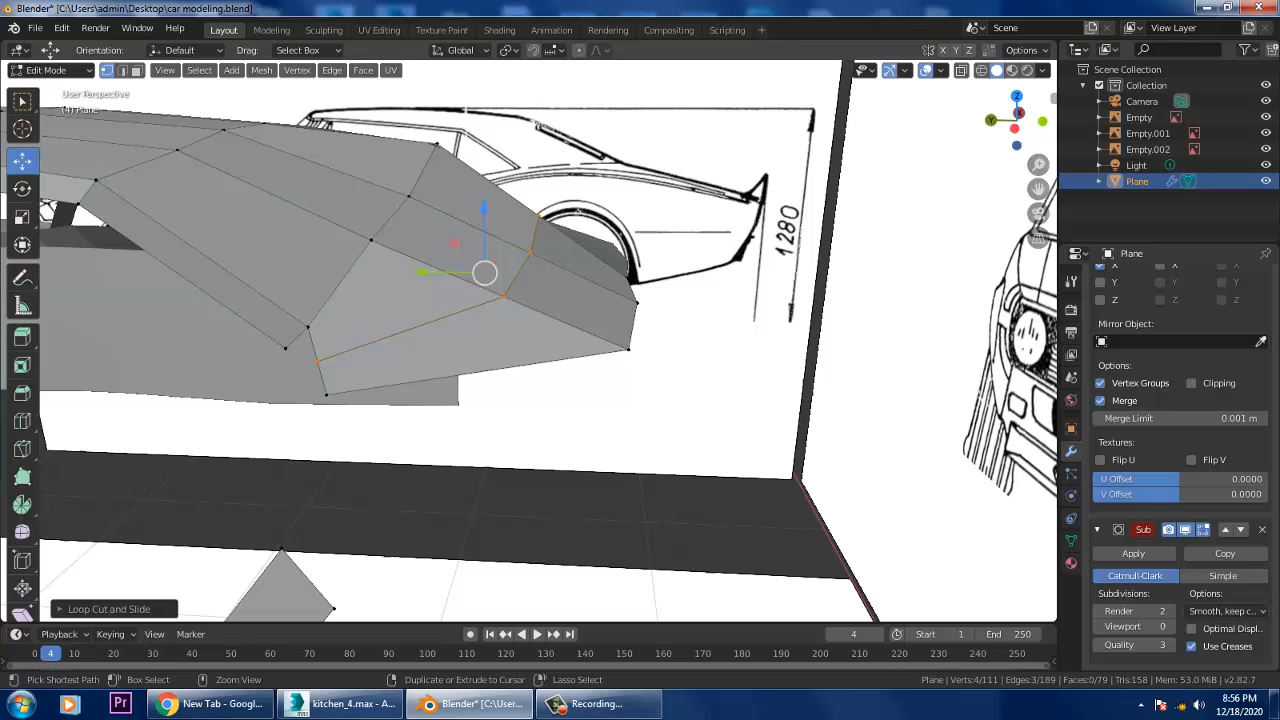 Blender* [C:\Users\admin\Desktop\car modeling.blend]
File Edit Render Window Help Layout Modeling Sculpting UV Editing Texture Paint Shading Animation Rendering Compositing Scripting + Scene View Layer
Orientation: Default Drag: Select Box Global X Y Z Options
Edit Mode View Select Add Mesh Vertex Edge Face UV
Scene Collection
Collection
Camera
Empty
Empty.001
Empty.002
Light
Plane
User Perspective
(4) Plane
Z
Y
1280
Plane
X
Y
Z
Mirror Object:
Options:
Vertex Groups Clipping
Merge
Merge Limit 0.001 m
Textures:
Flip U Flip V
U Offset 0.0000
V Offset 0.0000
Sub
Apply Copy
Catmull-Clark Simple
Subdivisions: Options:
Render 2 Smooth, keep c..
Viewport 0 Optimal Displ..
Quality 3 Use Creases
Loop Cut and Slide
Playback Keying View Marker 4 Start 1 End 250
0 4 10 20 30 40 50 60 70 80 90 100 110 120 130 140 150 160 170 180 190 200 210 220 230 240 250
Pick Shortest Path Box Select Zoom View Duplicate or Extrude to Cursor Lasso Select Plane | Verts:4/111 | Edges:3/189 | Faces:0/79 | Tris:158 | Mem: 53.0 MiB | v2.82.7
Pr New Tab - Googl... kitchen_4.max - A... Blender* [C:\Use... Recording...
8:56 PM
12/18/2020